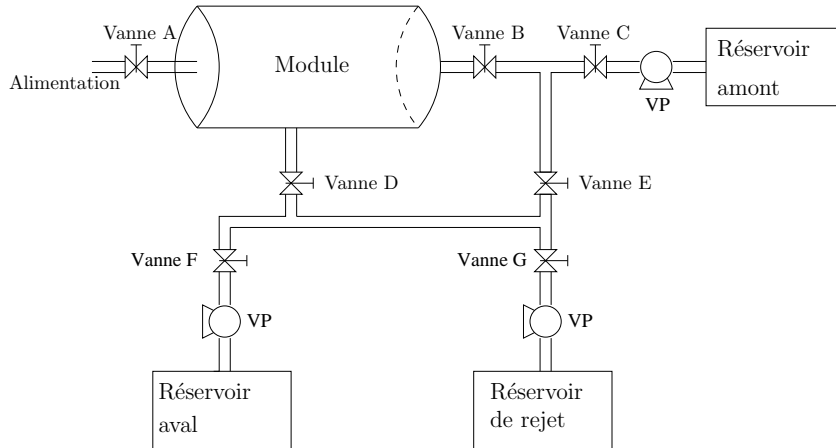 Vanne A
Vanne B
Vanne C
Réservoir
amont
Module
Alimentation
VP
Vanne D
Vanne E
Vanne F
Vanne G
VP
VP
Réservoir
aval
Réservoir
de rejet